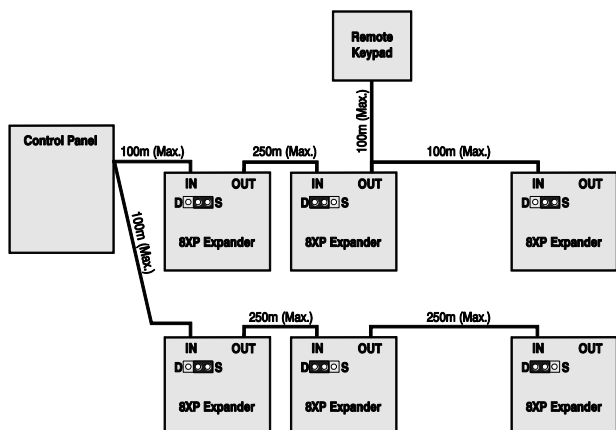 Remote
Keypad
100m (Max.)
Control Panel
100m (Max.)
250m (Max.)
100m (Max.)
IN OUT
D S
8XP Expander
IN OUT
D S
8XP Expander
IN OUT
D S
8XP Expander
100m (Max.)
250m (Max.)
250m (Max.)
IN OUT
D S
8XP Expander
IN OUT
D S
8XP Expander
IN OUT
D S
8XP Expander